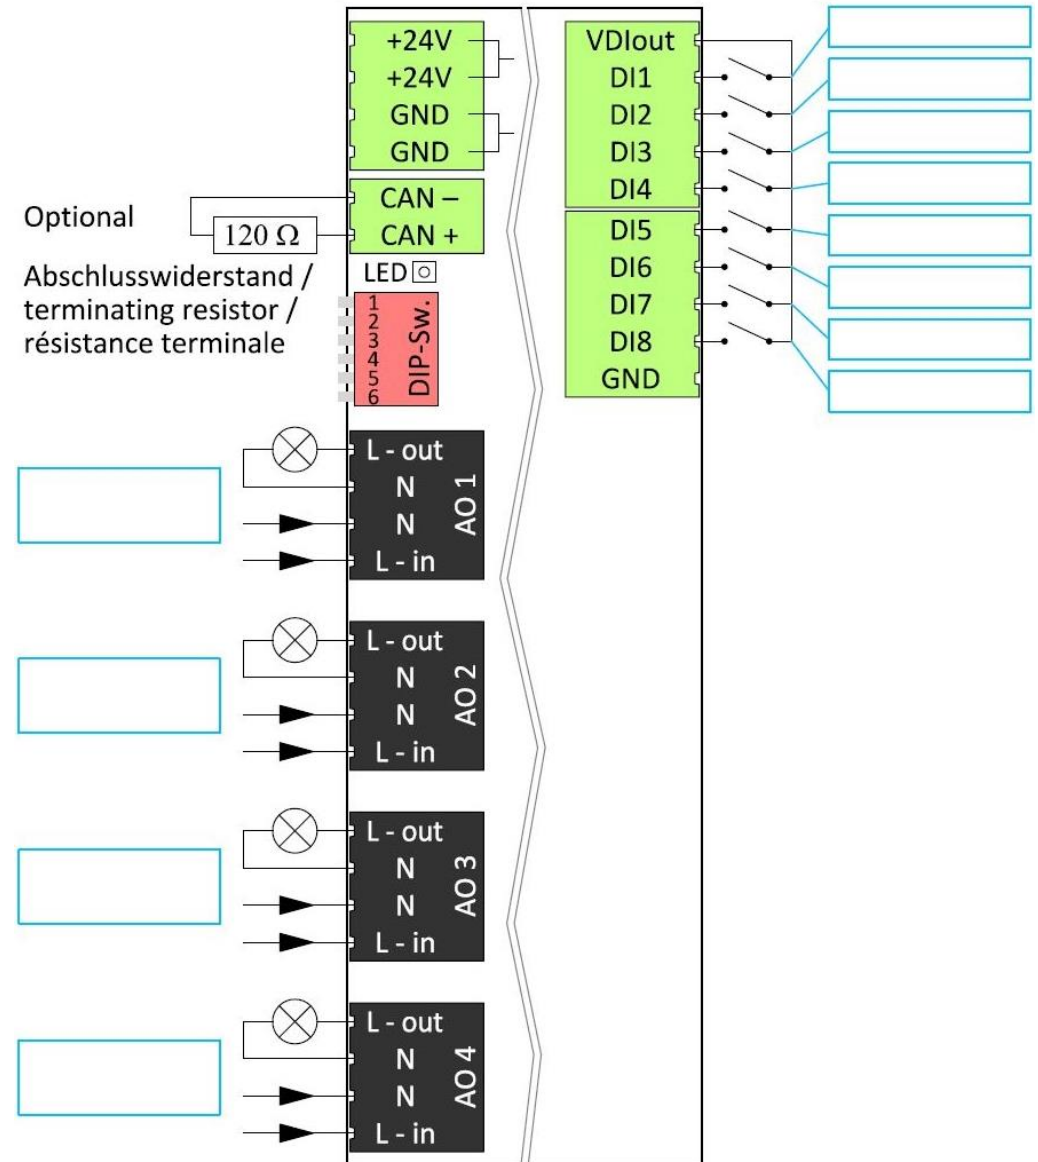 +24V
+24V
GND
GND
CAN –
CAN +
Optional
120 Ω
Abschlusswiderstand /
terminating resistor /
résistance terminale
LED
1
2
3
4
5
6
DIP-Sw.
L - out
N
N
L - in
AO 1
L - out
N
N
L - in
AO 2
L - out
N
N
L - in
AO 3
L - out
N
N
L - in
AO 4
VDIout
DI1
DI2
DI3
DI4
DI5
DI6
DI7
DI8
GND